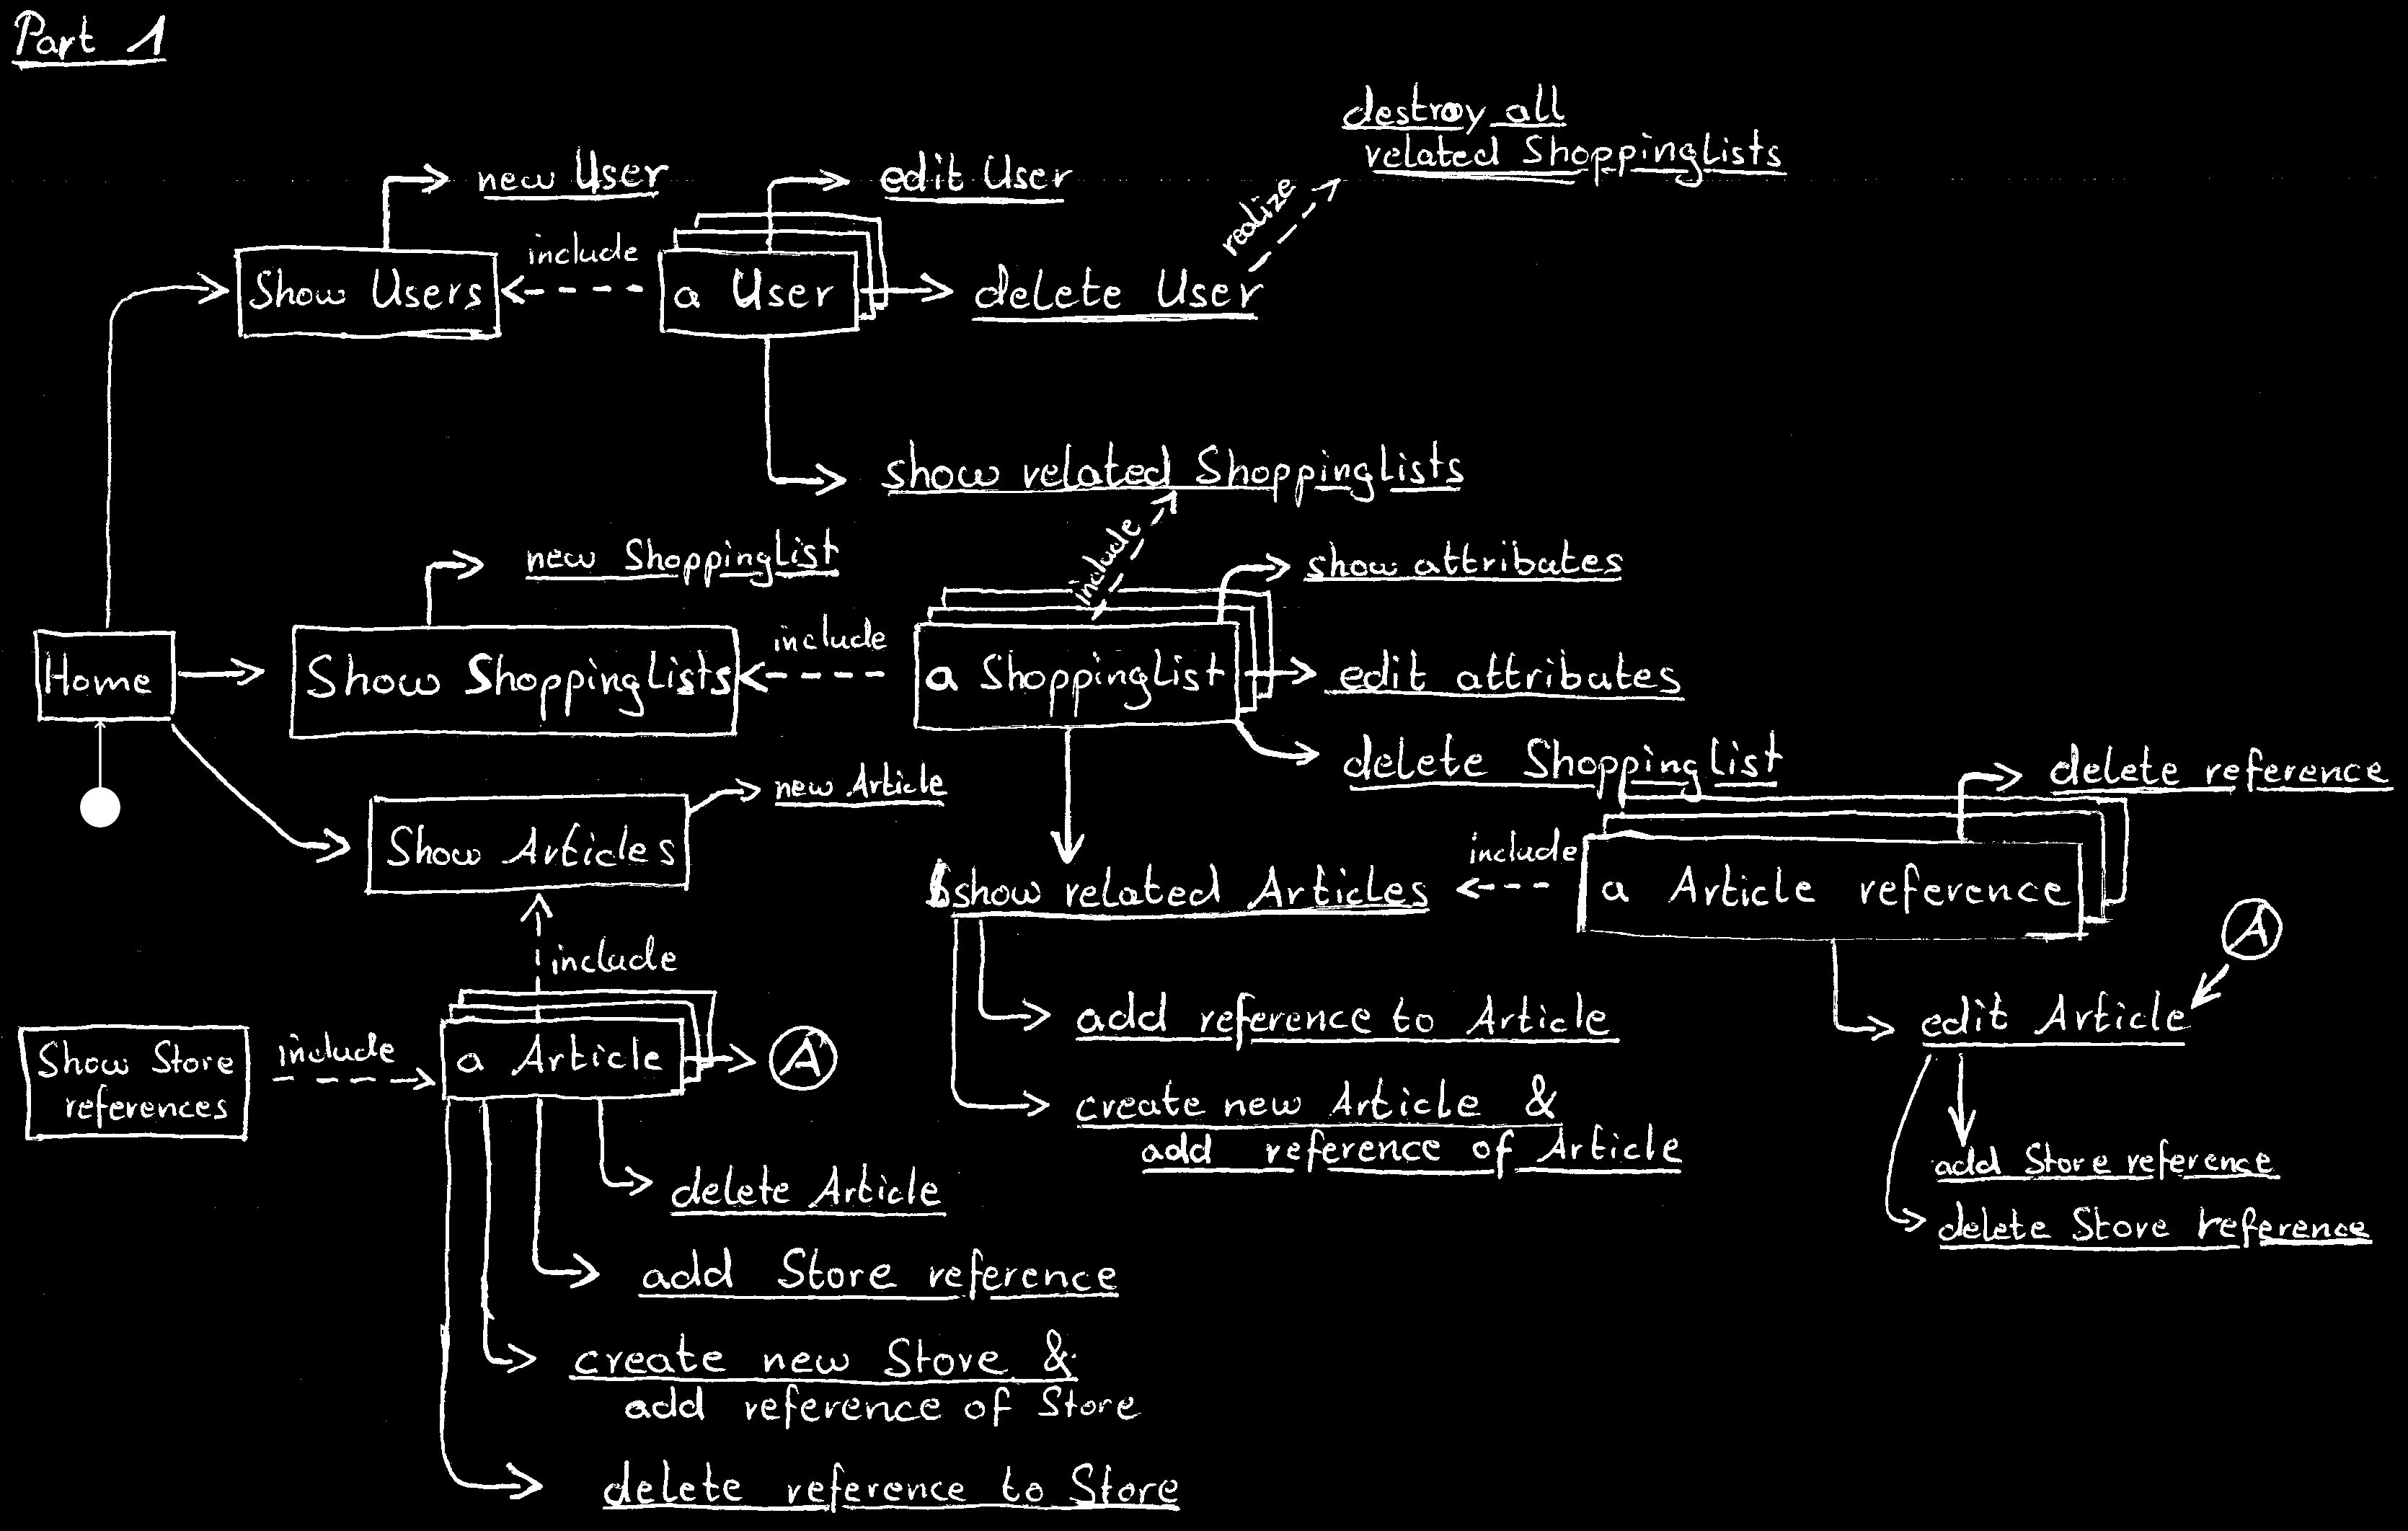 Part 1
destroy all
related ShoppingLists
new User
edit User
realize
include
Show Users
a User
delete User
show related ShoppingLists
include
new ShoppingList
show attributes
include
Home
Show ShoppingLists
a ShoppingList
edit attributes
delete ShoppingList
delete reference
new Article
Show Articles
include
show related Articles
a Article reference
A
include
add reference to Article
edit Article
Show Store
references
include
a Article
A
create new Article &
add reference of Article
add Store reference
delete Article
delete Store reference
add Store reference
create new Store &
add reference of Store
delete reference to Store